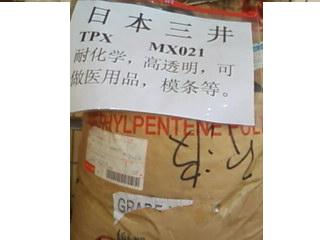 日本三井
TPX MX021
耐化学，高透明，可
做医用品，模条等。
YLPENTENE
GRADE